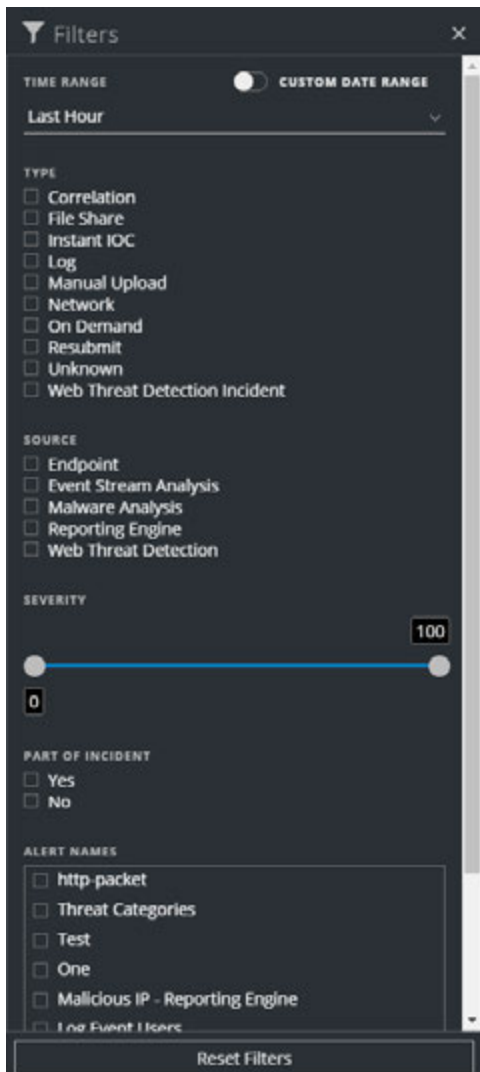 Filters
TIME RANGE CUSTOM DATE RANGE
Last Hour
TYPE
Correlation
File Share
Instant IOC
Log
Manual Upload
Network
On Demand
Resubmit
Unknown
Web Threat Detection Incident
SOURCE
Endpoint
Event Stream Analysis
Malware Analysis
Reporting Engine
Web Threat Detection
SEVERITY
100
0
PART OF INCIDENT
Yes
No
ALERT NAMES
http-packet
Threat Categories
Test
One
Malicious IP - Reporting Engine
Log Event Users
Reset Filters